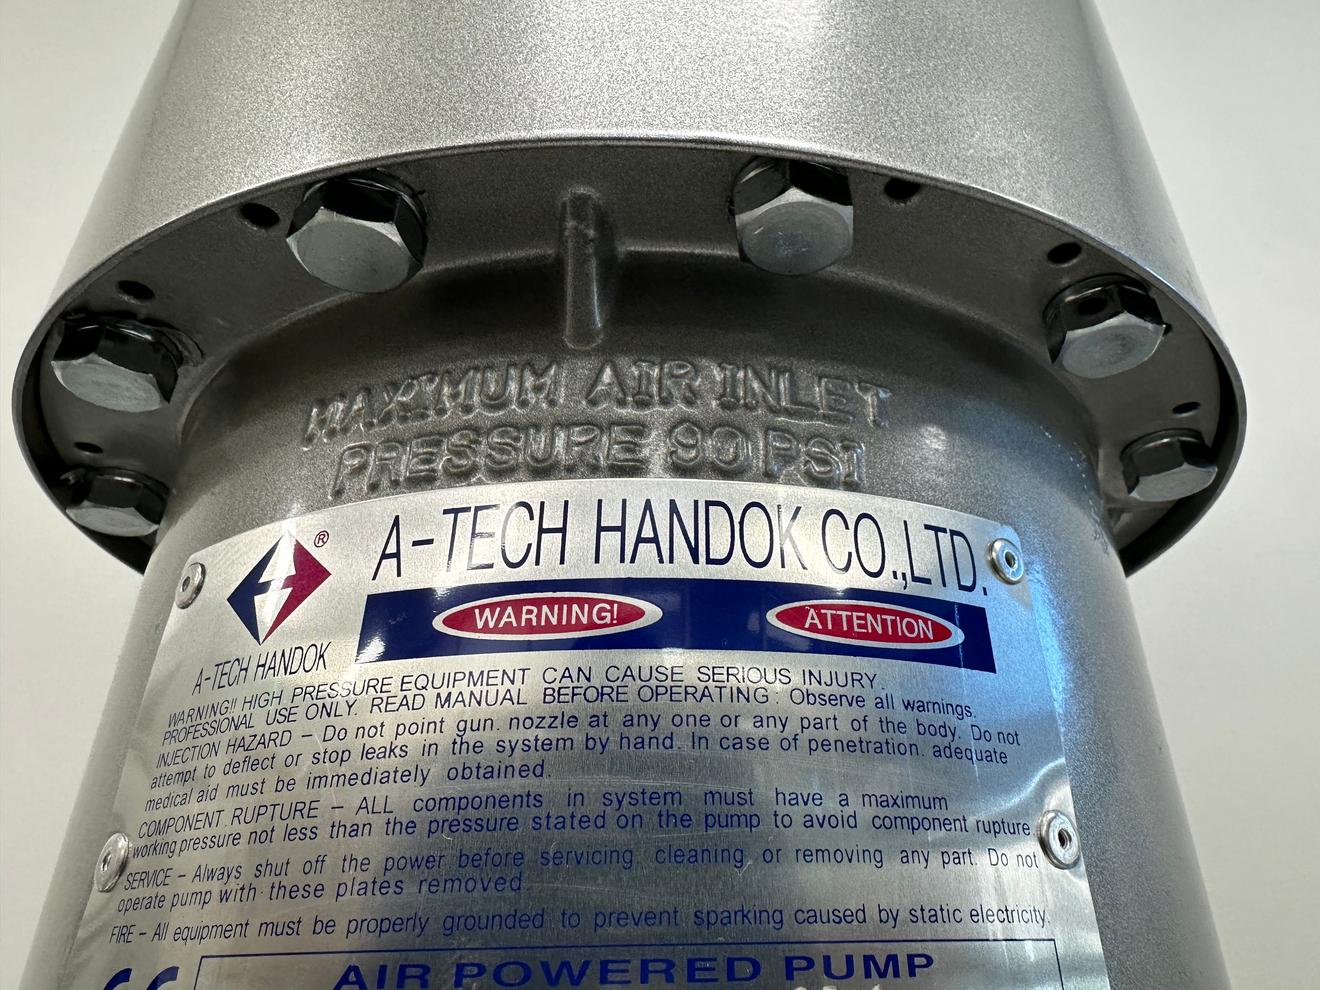 MAXIMUM AIR INLET
PRESSURE 90 PSI
®
A-TECH HANDOK CO.,LTD.
A-TECH HANDOK
WARNING!
ATTENTION
WARNING!! HIGH PRESSURE EQUIPMENT CAN CAUSE SERIOUS INJURY.
PROFESSIONAL USE ONLY. READ MANUAL BEFORE OPERATING. Observe all warnings.
INJECTION HAZARD – Do not point gun. nozzle at any one or any part of the body. Do not
attempt to deflect or stop leaks in the system by hand. In case of penetration. adequate
medical aid must be immediately obtained.
COMPONENT RUPTURE – ALL components in system must have a maximum
working pressure not less than the pressure stated on the pump to avoid component rupture.
SERVICE – Always shut off the power before servicing cleaning or removing any part. Do not
operate pump with these plates removed
FIRE – All equipment must be properly grounded to prevent sparking caused by static electricity.
CE
AIR POWERED PUMP